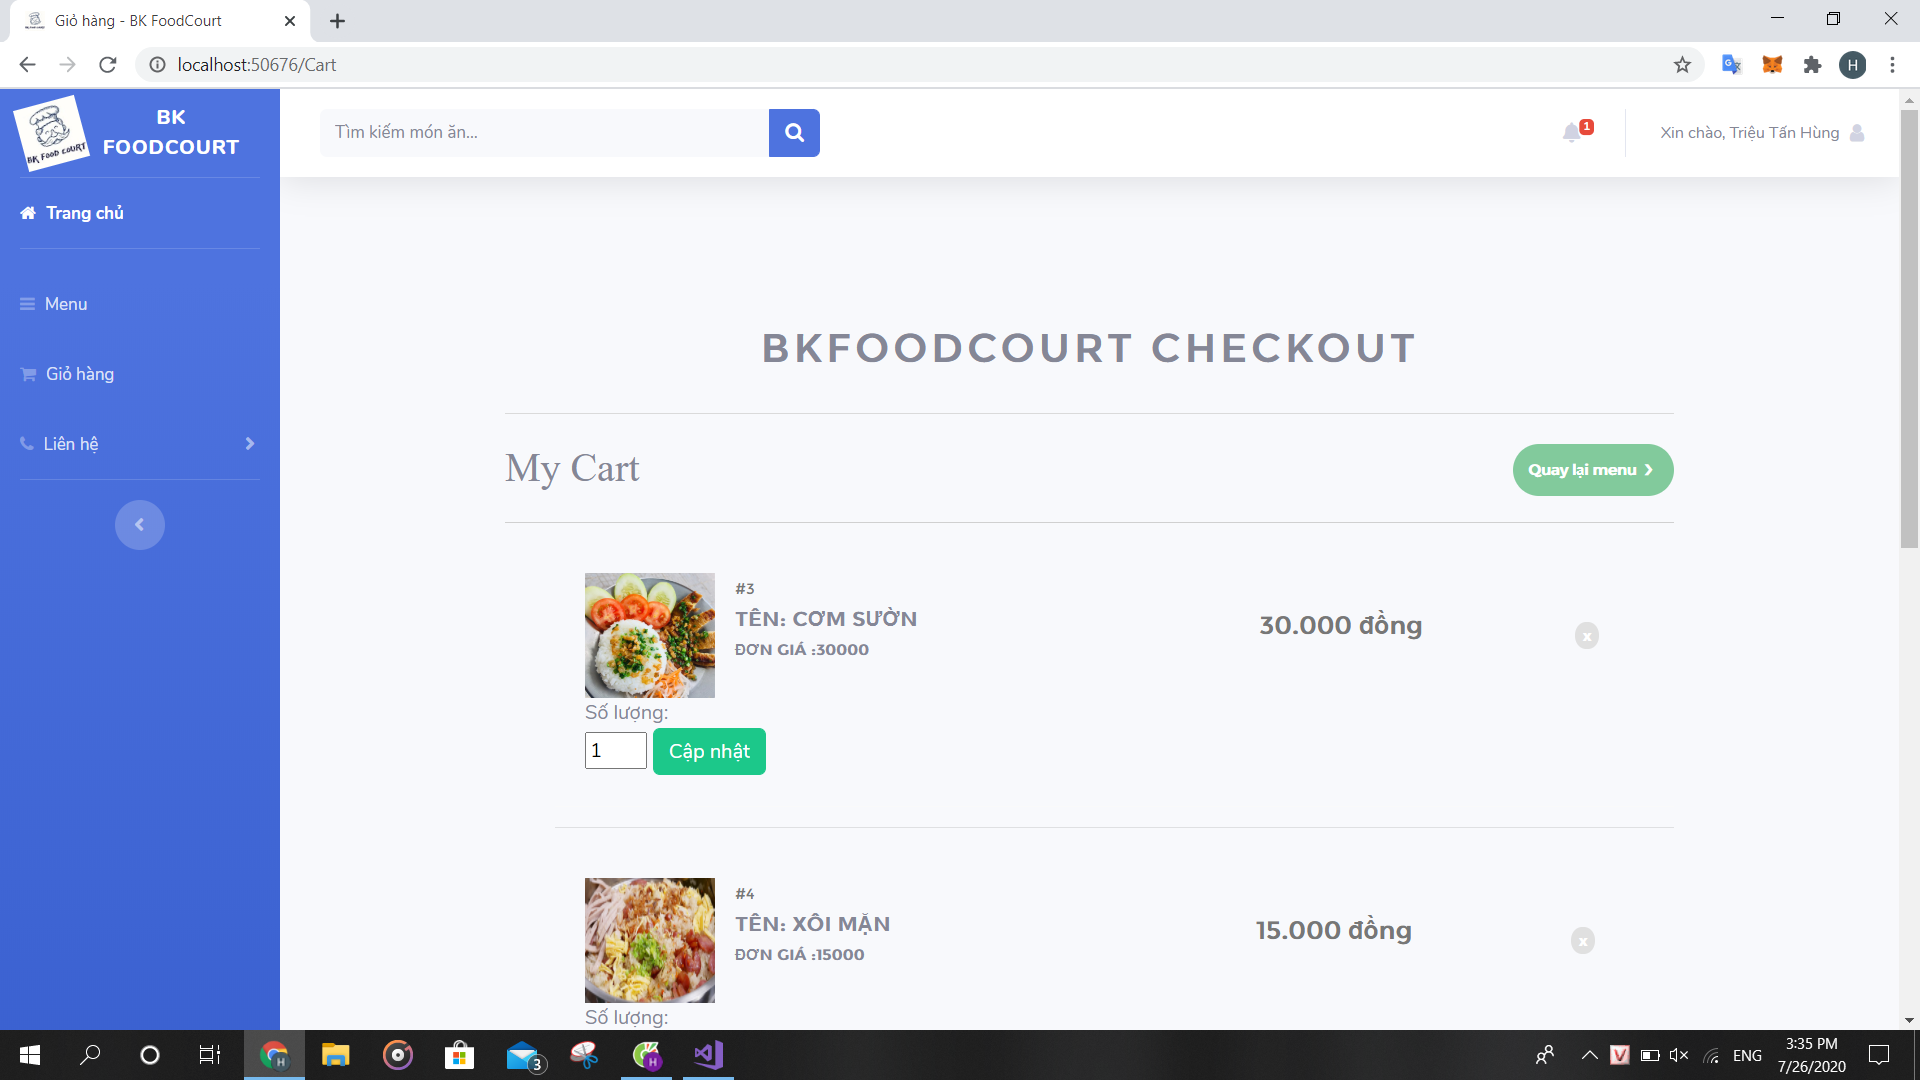 Giỏ hàng - BK FoodCourt
localhost:50676/Cart
H
BK FOOD COURT
BK
FOODCOURT
Tìm kiếm món ăn...
1
Xin chào, Triệu Tấn Hùng
Trang chủ
Menu
Giỏ hàng
Liên hệ
BKFOODCOURT CHECKOUT
My Cart
Quay lại menu
#3
TÊN: CƠM SƯỜN
ĐƠN GIÁ :30000
30.000 đồng
x
Số lượng:
1
Cập nhật
#4
TÊN: XÔI MẶN
ĐƠN GIÁ :15000
15.000 đồng
x
Số lượng:
H
3
H
V
ENG
3:35 PM
7/26/2020